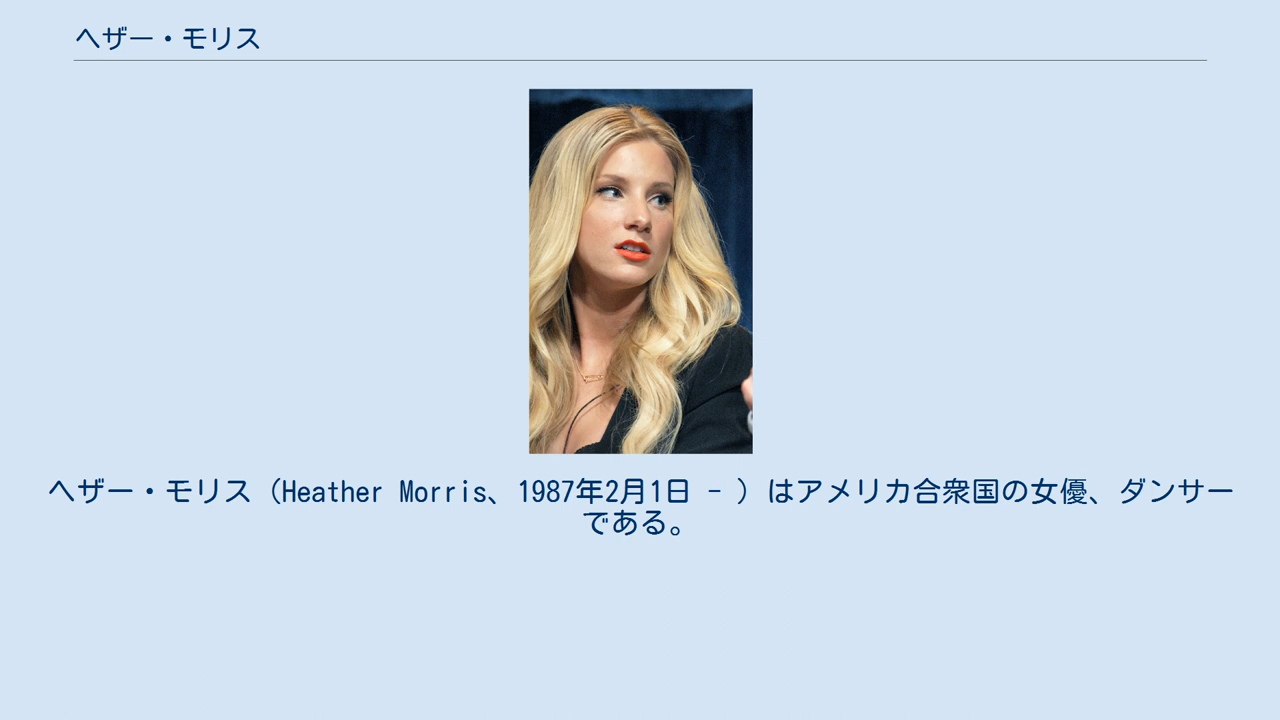 ヘザー・モリス
ヘザー・モリス（Heather Morris、1987年2月1日 - ）はアメリカ合衆国の女優、ダンサー
である。